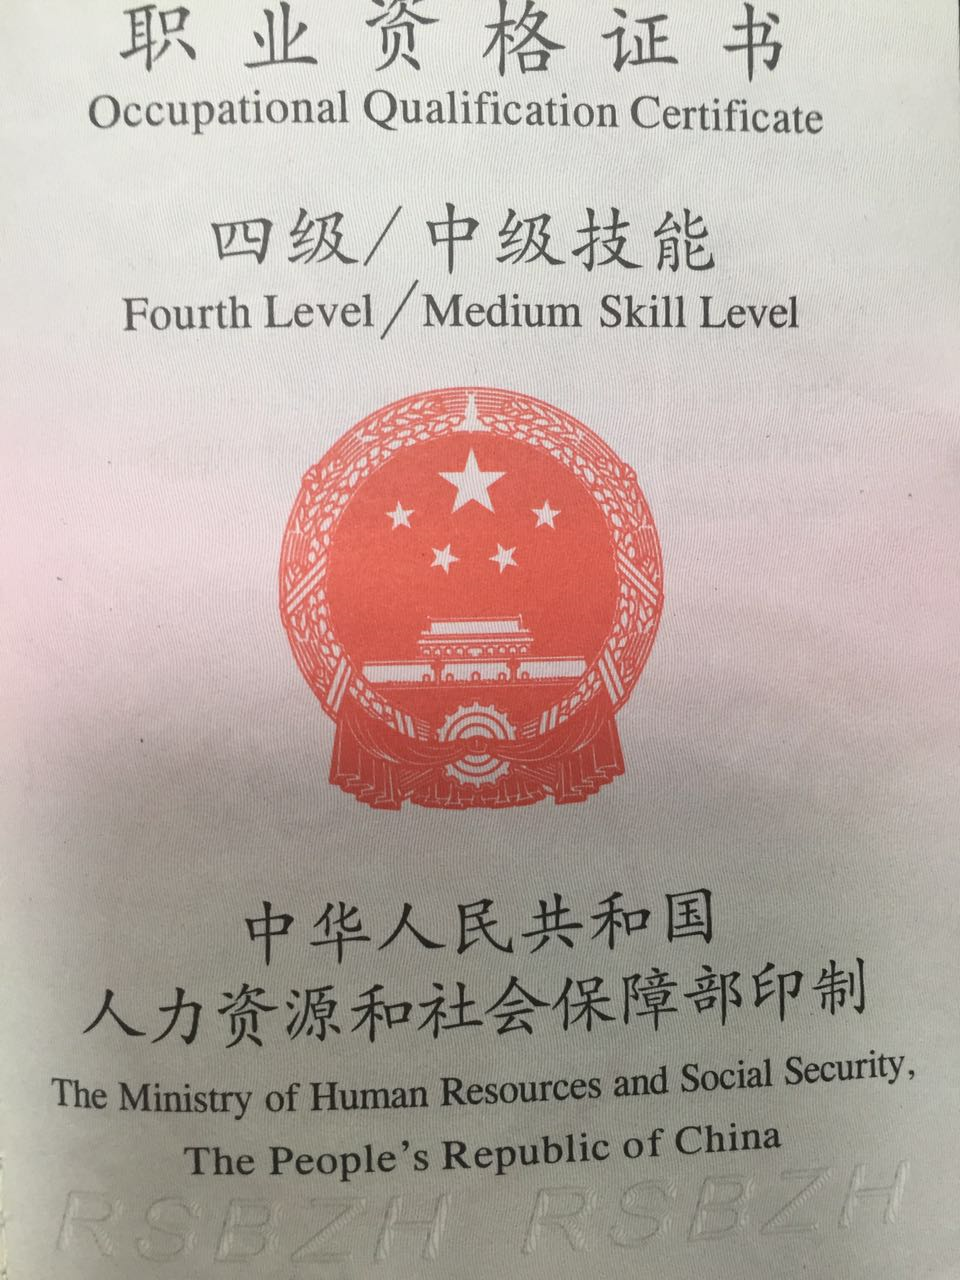 职业资格证书
Occupational Qualification Certificate
四级/中级技能
Fourth Level/Medium Skill Level
中华人民共和国
人力资源和社会保障部印制
The Ministry of Human Resources and Social Security,
The People's Republic of China
RSBZH RSBZH